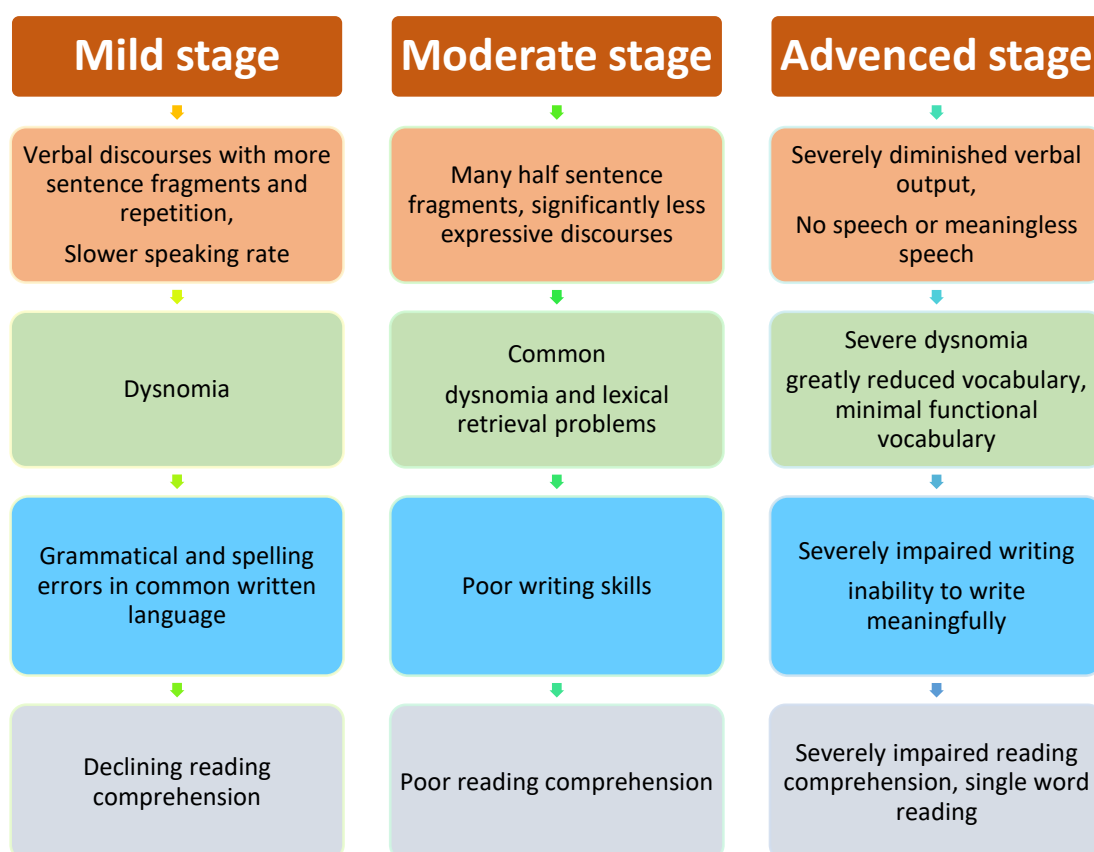 Mild stage
Verbal discourses with more
sentence fragments and
repetition,
Slower speaking rate
Dysnomia
Grammatical and spelling
errors in common written
language
Declining reading
comprehension
Moderate stage
Many half sentence
fragments, significantly less
expressive discourses
Common
dysnomia and lexical
retrieval problems
Poor writing skills
Poor reading comprehension
Advenced stage
Severely diminished verbal
output,
No speech or meaningless
speech
Severe dysnomia
greatly reduced vocabulary,
minimal functional
vocabulary
Severely impaired writing
inability to write
meaningfully
Severely impaired reading
comprehension, single word
reading